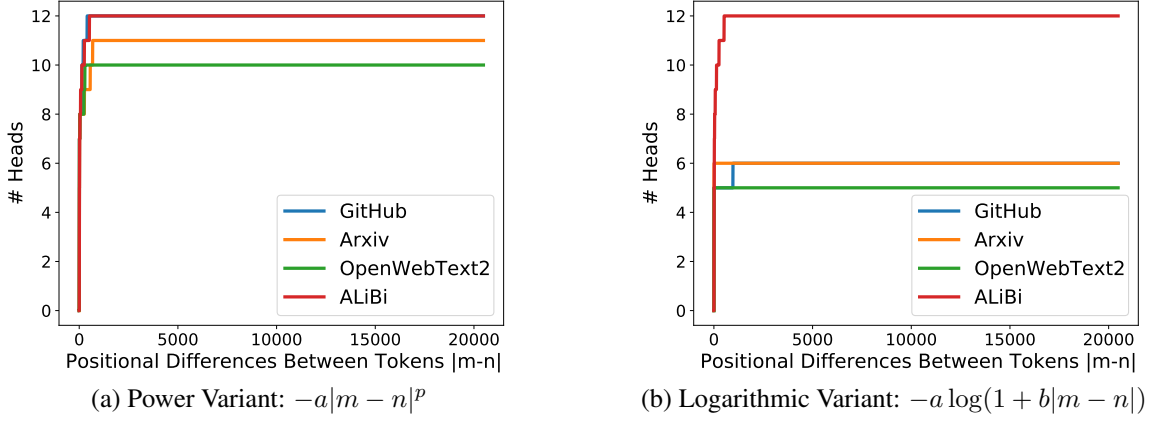 12
10
8
6
4
2
0
# Heads
GitHub
Arxiv
OpenWebText2
ALiBi
0 5000 10000 15000 20000
Positional Differences Between Tokens |m-n|
(a) Power Variant: −a|m − n|^p
12
10
8
6
4
2
0
# Heads
GitHub
Arxiv
OpenWebText2
ALiBi
0 5000 10000 15000 20000
Positional Differences Between Tokens |m-n|
(b) Logarithmic Variant: −a log(1 + b|m − n|)